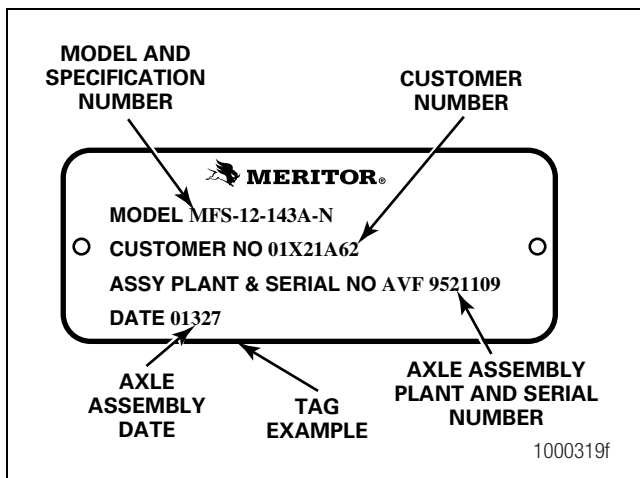 MODEL AND
SPECIFICATION
NUMBER
CUSTOMER
NUMBER
MERITOR®
MODEL MFS-12-143A-N
CUSTOMER NO 01X21A62
ASSY PLANT & SERIAL NO AVF 9521109
DATE 01327
AXLE
ASSEMBLY
DATE
TAG
EXAMPLE
AXLE ASSEMBLY
PLANT AND SERIAL
NUMBER
1000319f